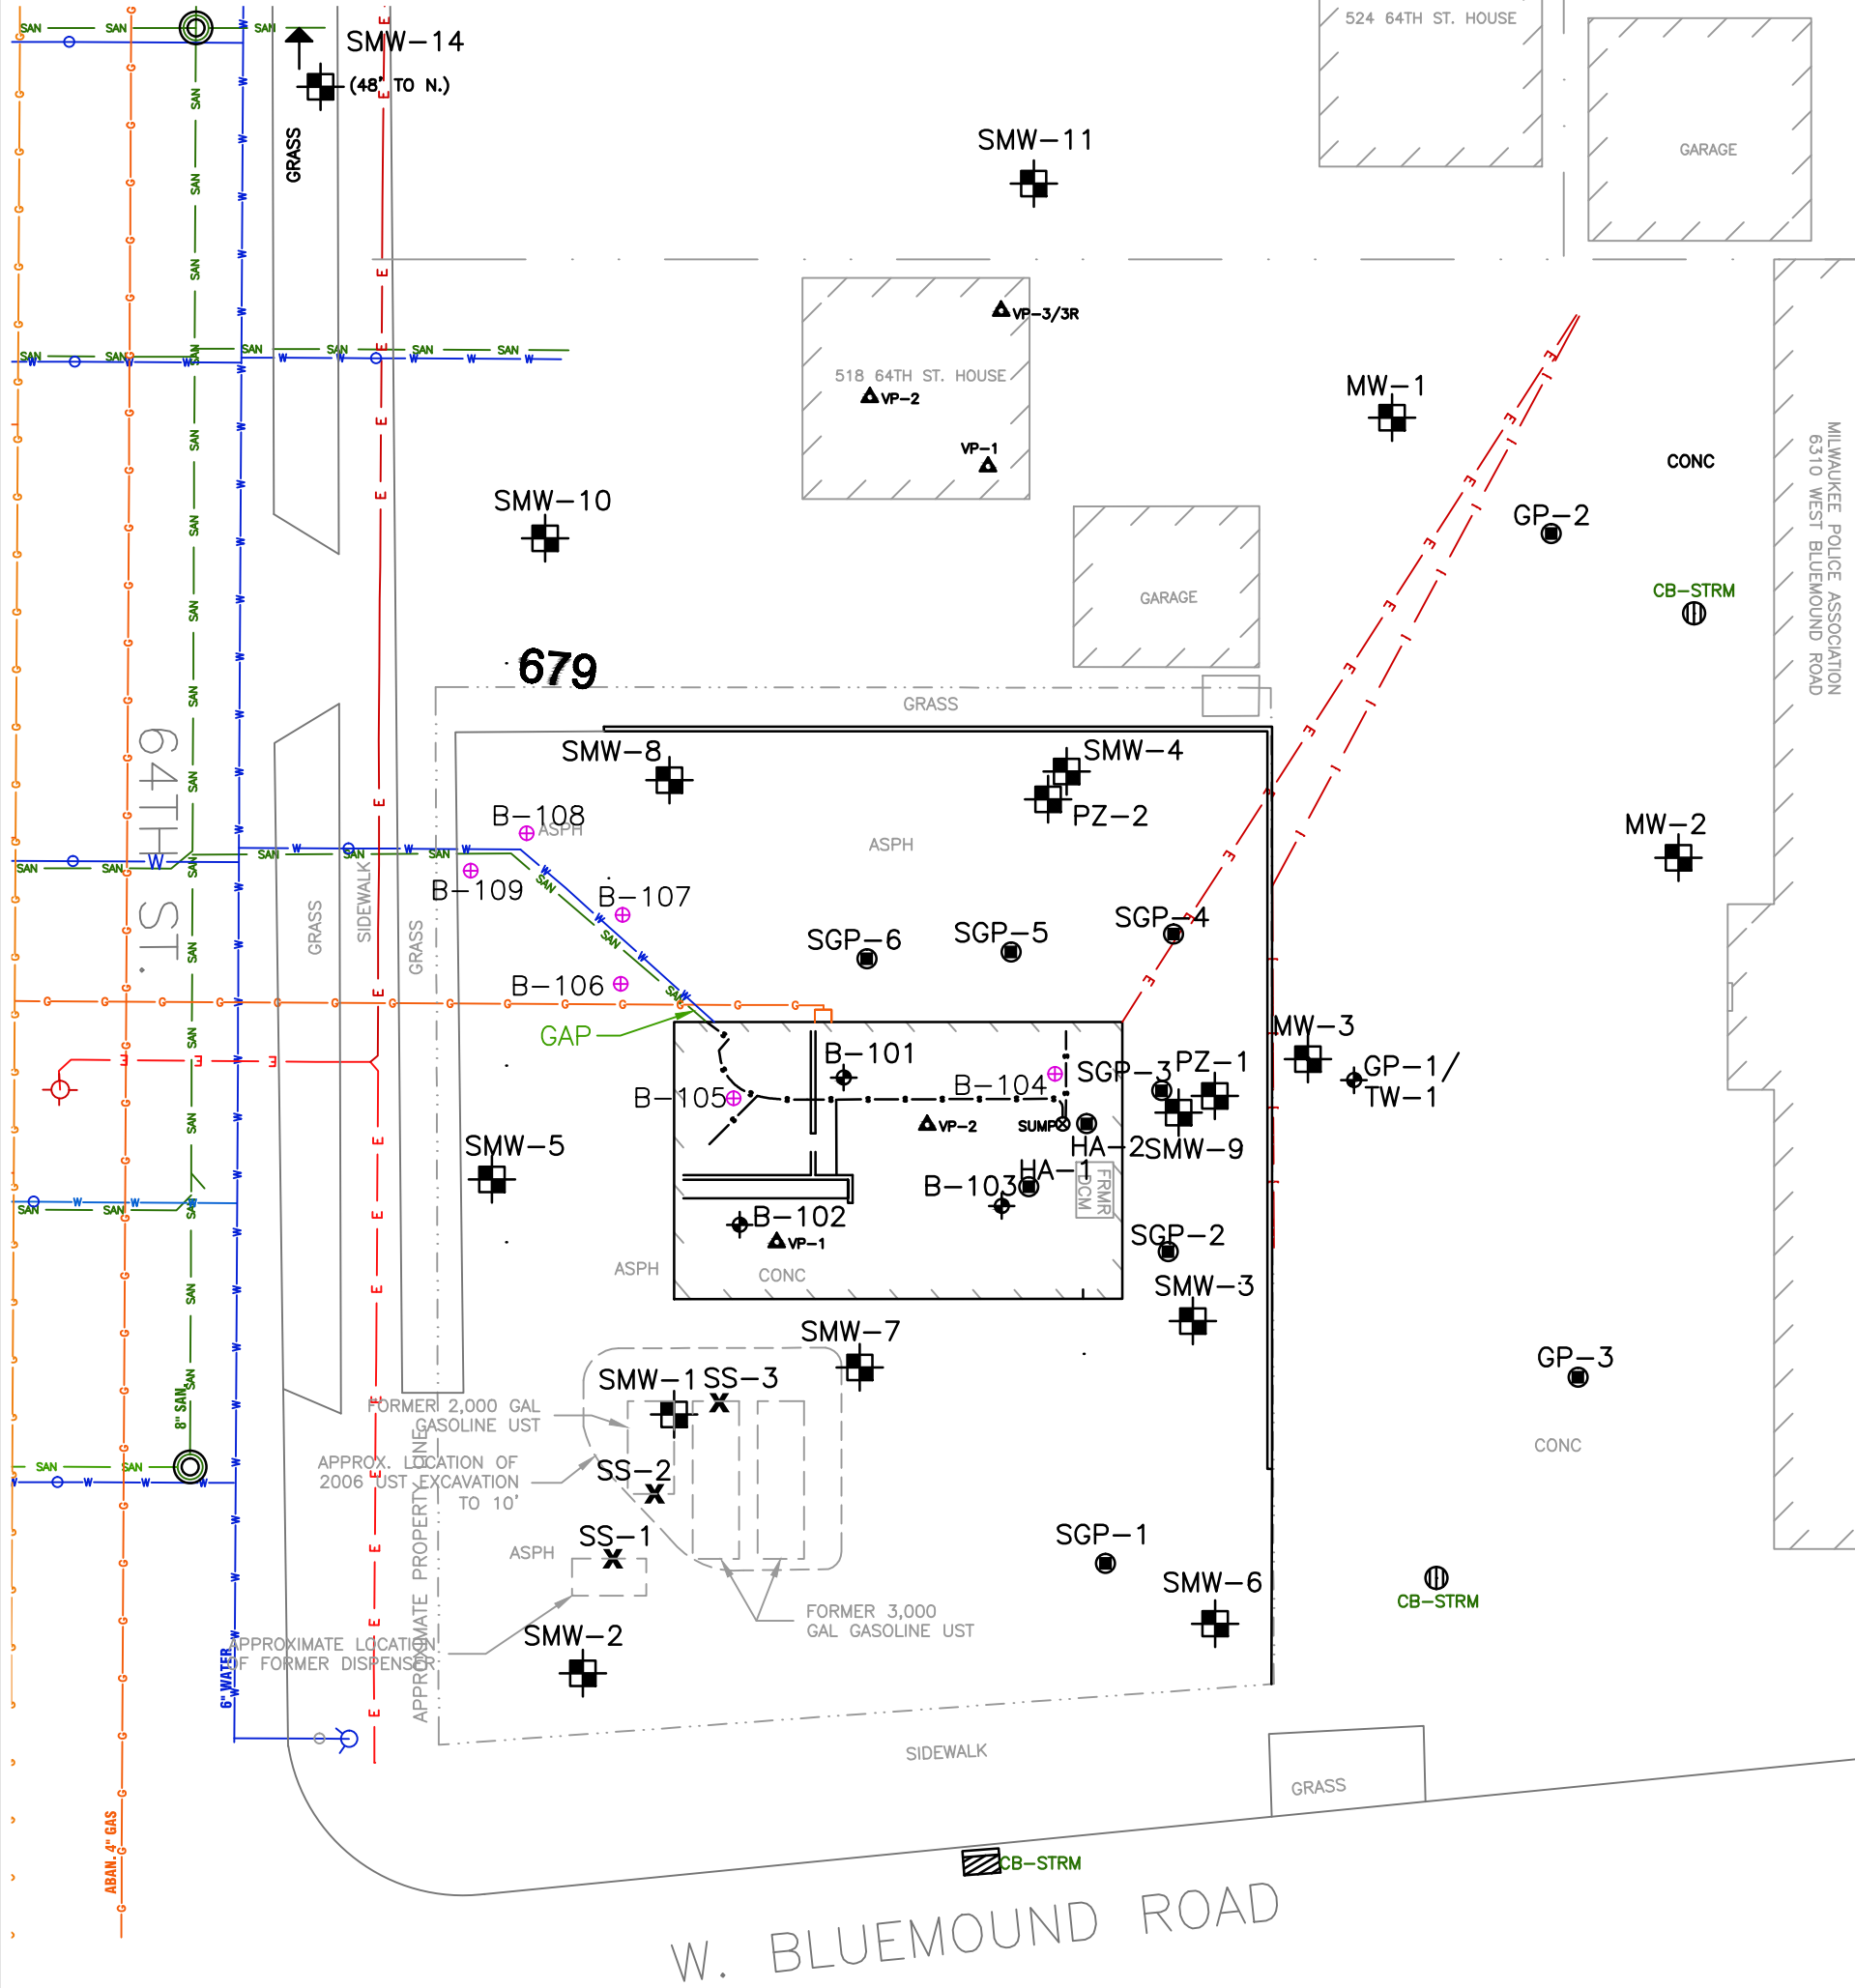 524 64TH ST. HOUSE
SMW-14
(48' TO N.)
GRASS
SMW-11
GARAGE
VP-3/3R
518 64TH ST. HOUSE
VP-2
VP-1
MW-1
MILWAUKEE POLICE ASSOCIATION
6310 WEST BLUEMOUND ROAD
CONC
SMW-10
GP-2
CB-STRM
GARAGE
679
GRASS
64TH ST.
SMW-8
SMW-4
PZ-2
B-108
ASPH
ASPH
MW-2
B-109
B-107
SIDEWALK
GRASS
GRASS
SGP-6
SGP-5
SGP-4
B-106
GAP
MW-3
B-101
SGP-3
PZ-1
GP-1/
TW-1
B-104
B-105
VP-2
SUMP
HA-2
SMW-9
SMW-5
HA-1
FRMR
DCM
B-103
B-102
VP-1
SGP-2
ASPH
CONC
SMW-3
SMW-7
SMW-1
SS-3
GP-3
8" SAN.
FORMER 2,000 GAL
GASOLINE UST
CONC
APPROX. LOCATION OF
2006 UST EXCAVATION
TO 10'
SS-2
SS-1
ASPH
APPROXIMATE PROPERTY LINE
SGP-1
SMW-6
CB-STRM
FORMER 3,000
GAL GASOLINE UST
SMW-2
APPROXIMATE LOCATION
OF FORMER DISPENSER
6" WATER
SIDEWALK
GRASS
ABAN. 4" GAS
CB-STRM
W. BLUEMOUND ROAD